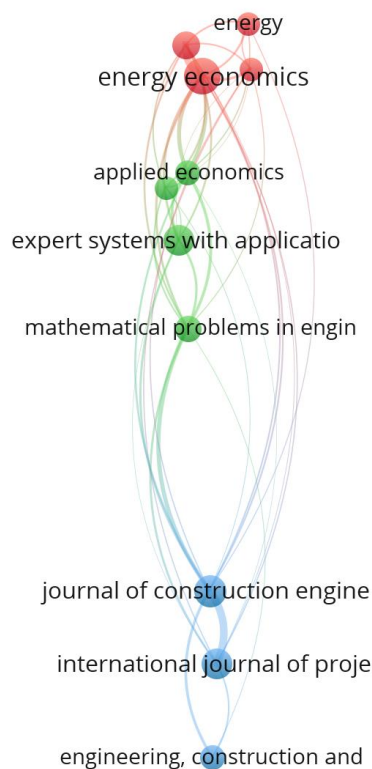 energy
energy economics
applied economics
expert systems with applicatio
mathematical problems in engin
journal of construction engine
international journal of proje
engineering, construction and